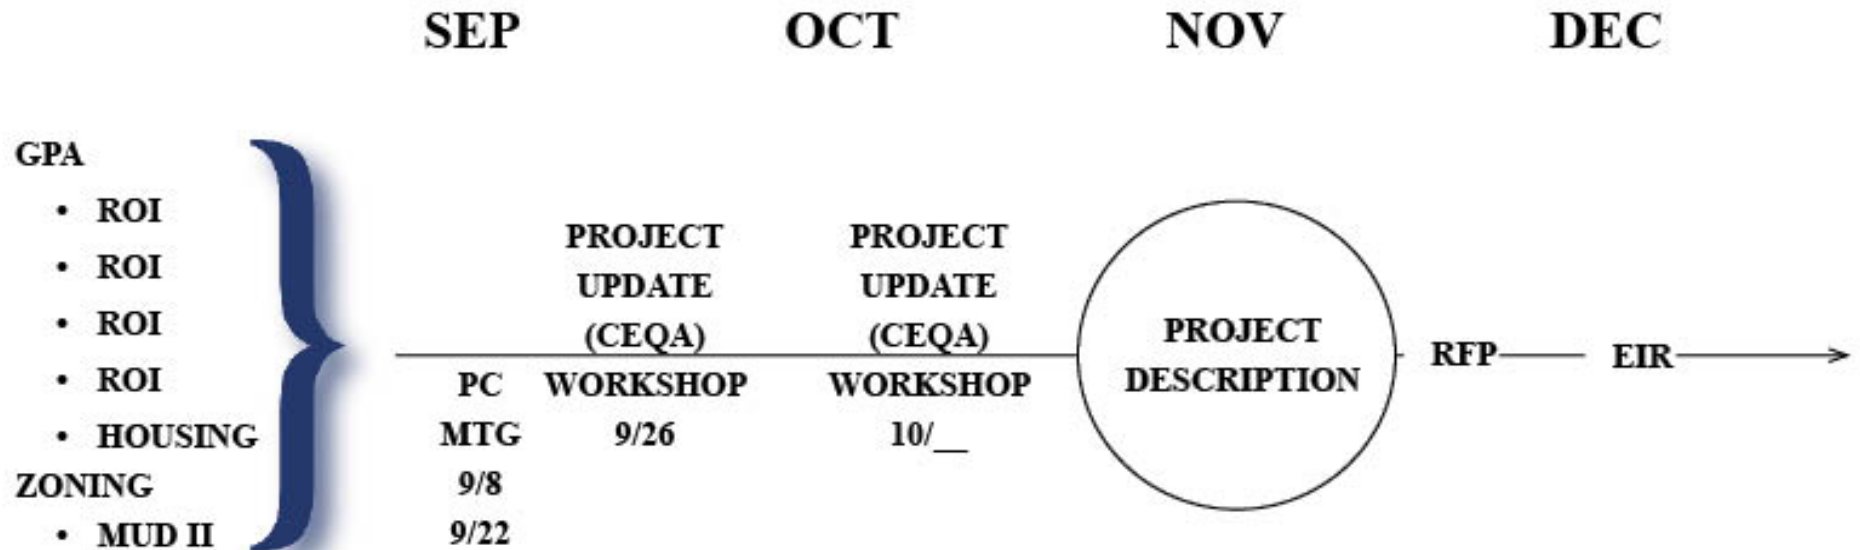 SEP OCT NOV DEC
GPA
• ROI
• ROI
• ROI
• ROI
• HOUSING
ZONING
• MUD II
PC
MTG
9/8
9/22
PROJECT
UPDATE
(CEQA)
WORKSHOP
9/26
PROJECT
UPDATE
(CEQA)
WORKSHOP
10/__
PROJECT
DESCRIPTION
RFP
EIR